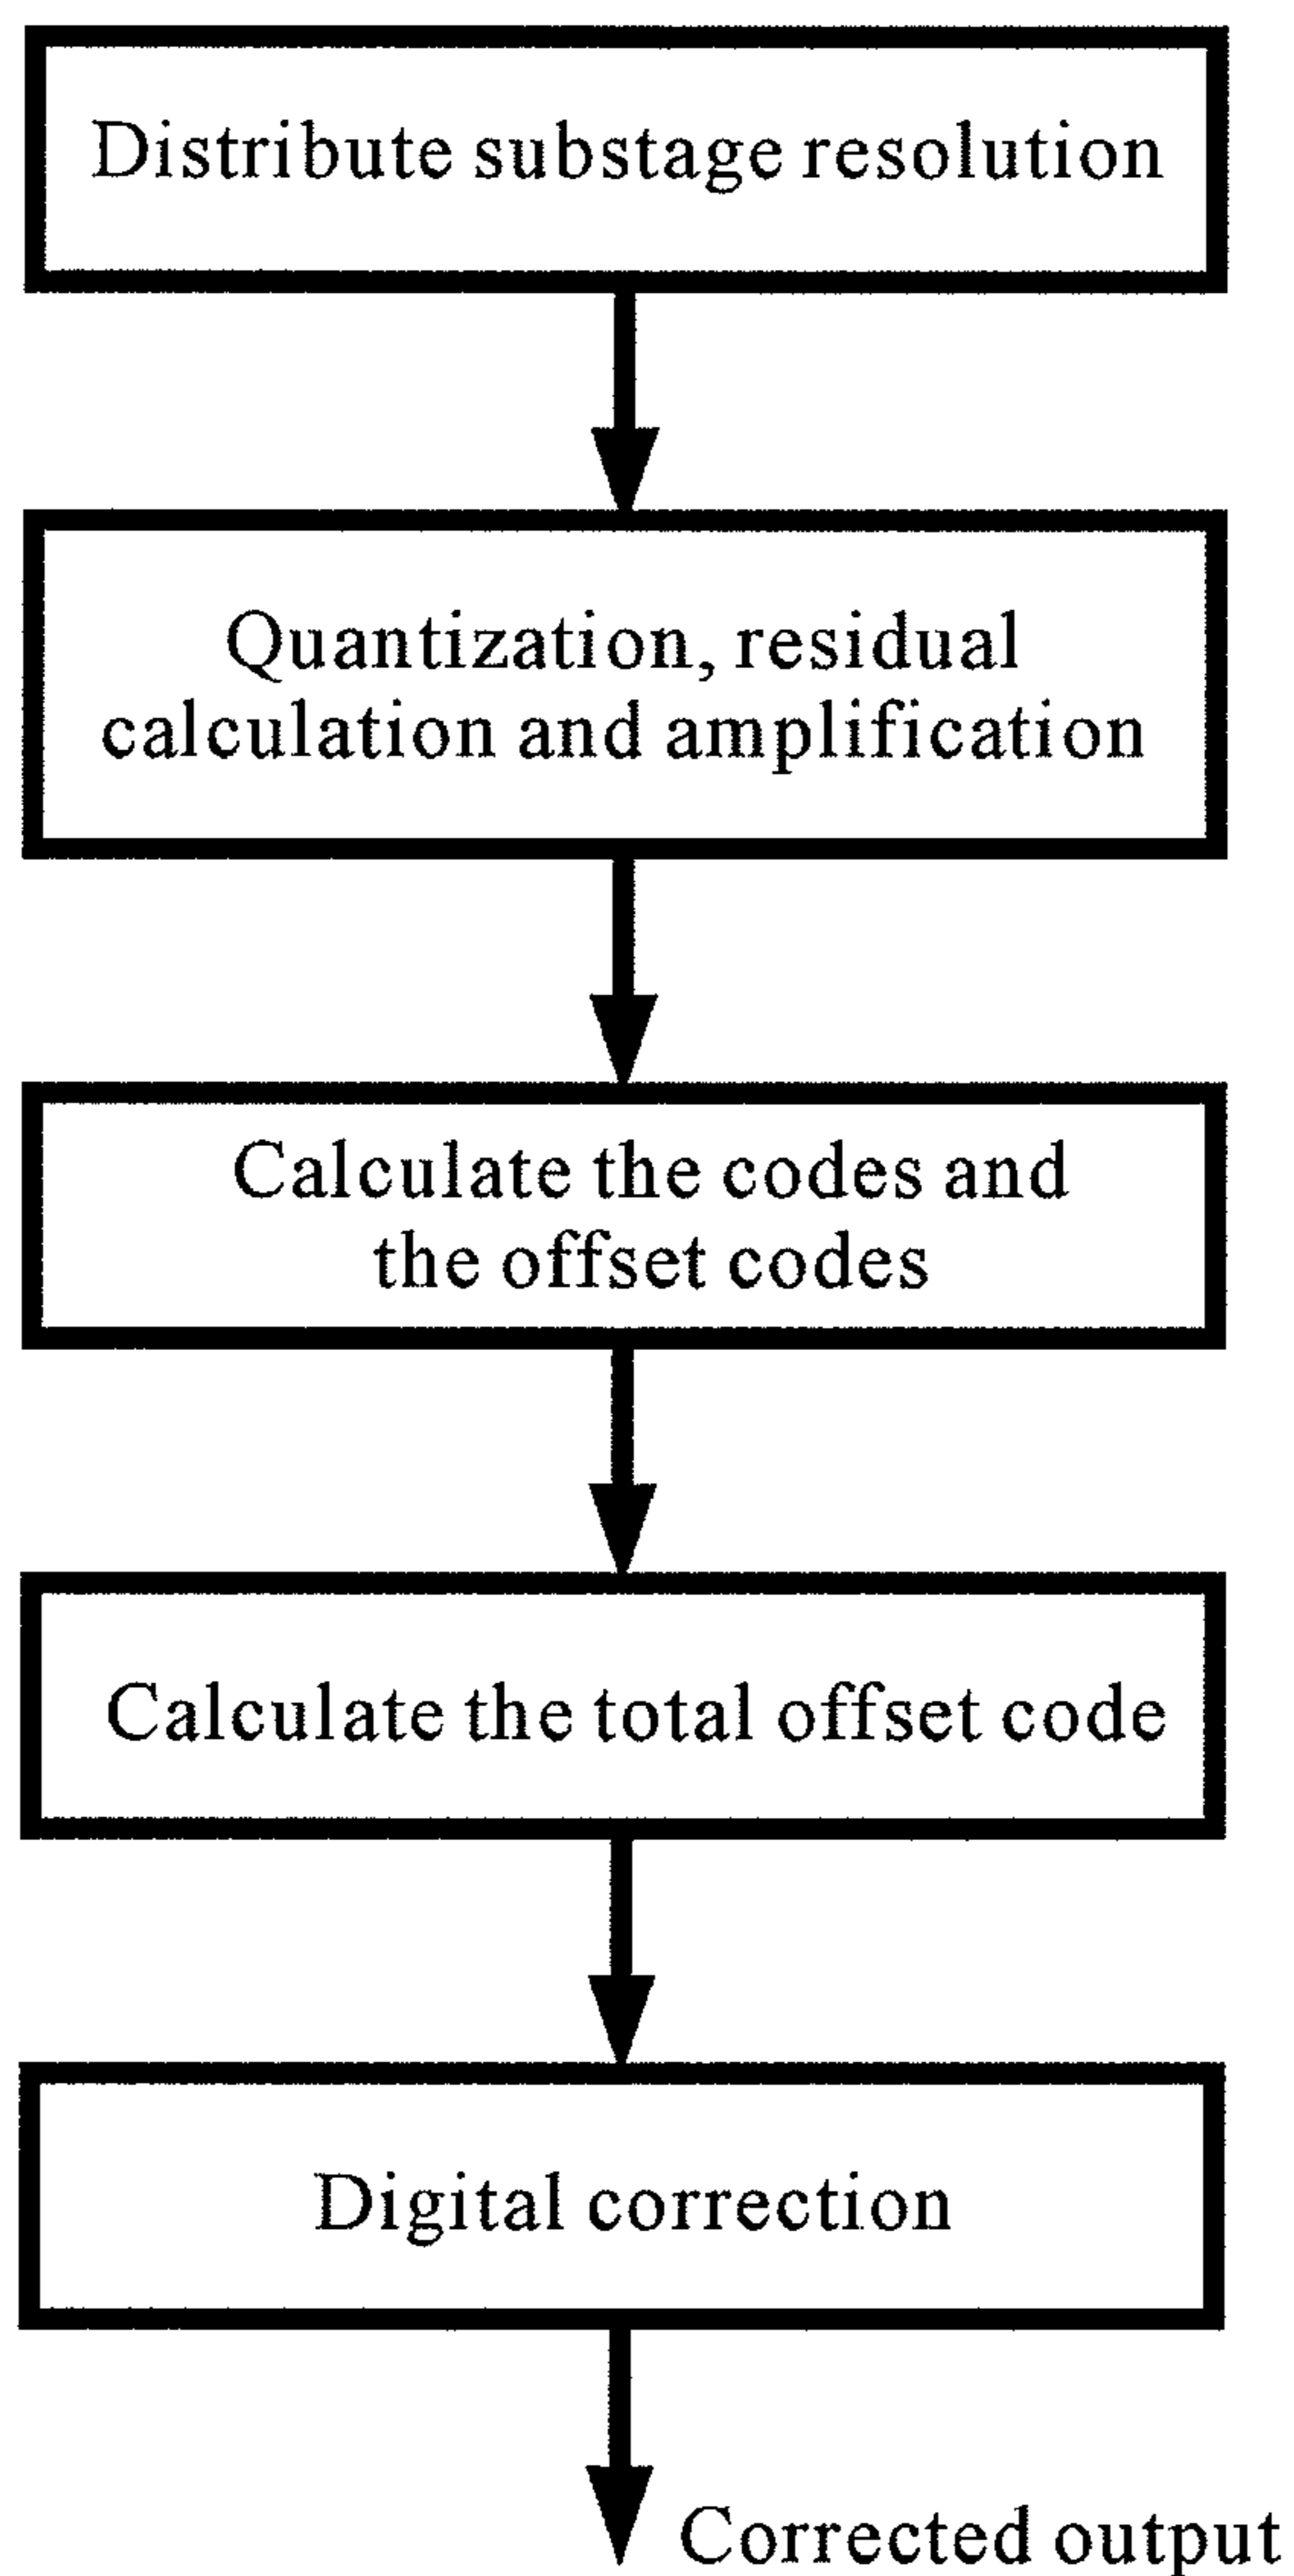 Distribute substage resolution
Quantization, residual
calculation and amplification
Calculate the codes and
the offset codes
Calculate the total offset code
Digital correction
Corrected output